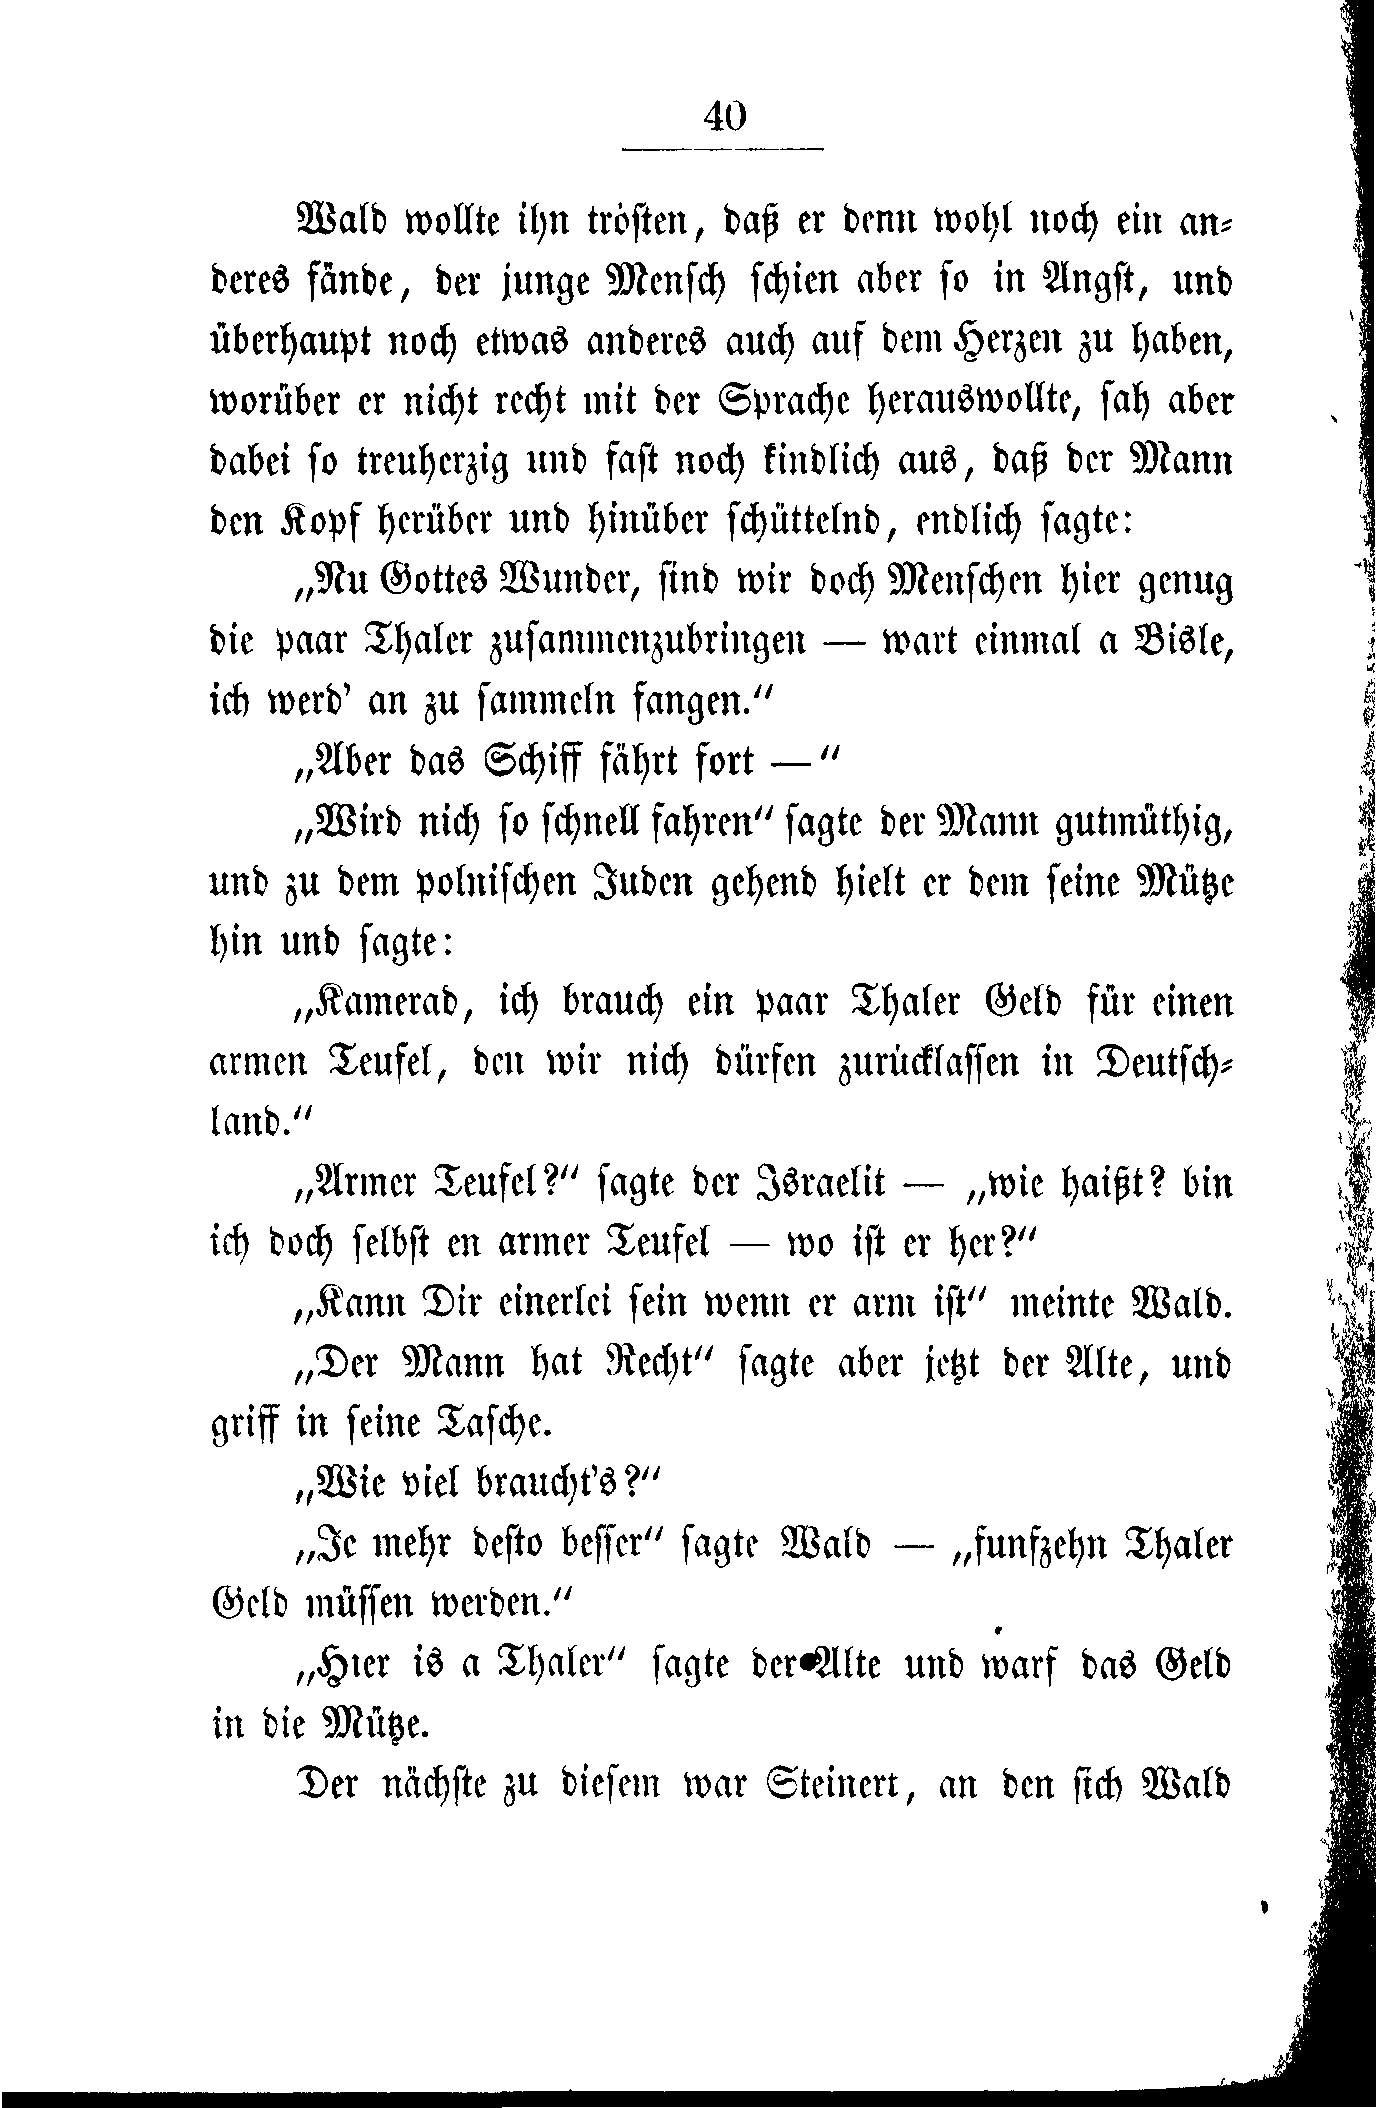 40
Wald wollte ihn trösten, daß er denn wohl noch ein an-
deres fände, der junge Mensch schien aber so in Angst, und
überhaupt noch etwas anderes auch auf dem Herzen zu haben,
worüber er nicht recht mit der Sprache herauswollte, sah aber
dabei so treuherzig und fast noch kindlich aus, daß der Mann
den Kopf herüber und hinüber schüttelnd, endlich sagte:
„Nu Gottes Wunder, sind wir doch Menschen hier genug
die paar Thaler zusammenzubringen — wart einmal a Bisle,
ich werd' an zu sammeln fangen.“
„Aber das Schiff fährt fort —“
„Wird nich so schnell fahren“ sagte der Mann gutmüthig,
und zu dem polnischen Juden gehend hielt er dem seine Mütze
hin und sagte:
„Kamerad, ich brauch ein paar Thaler Geld für einen
armen Teufel, den wir nich dürfen zurücklassen in Deutsch-
land.“
„Armer Teufel?“ sagte der Israelit — „wie haißt? bin
ich doch selbst en armer Teufel — wo ist er her?“
„Kann Dir einerlei sein wenn er arm ist“ meinte Wald.
„Der Mann hat Recht“ sagte aber jetzt der Alte, und
griff in seine Tasche.
„Wie viel braucht's?“
„Je mehr desto besser“ sagte Wald — „funfzehn Thaler
Geld müssen werden.“
„Hier is a Thaler“ sagte der Alte und warf das Geld
in die Mütze.
Der nächste zu diesem war Steinert, an den sich Wald